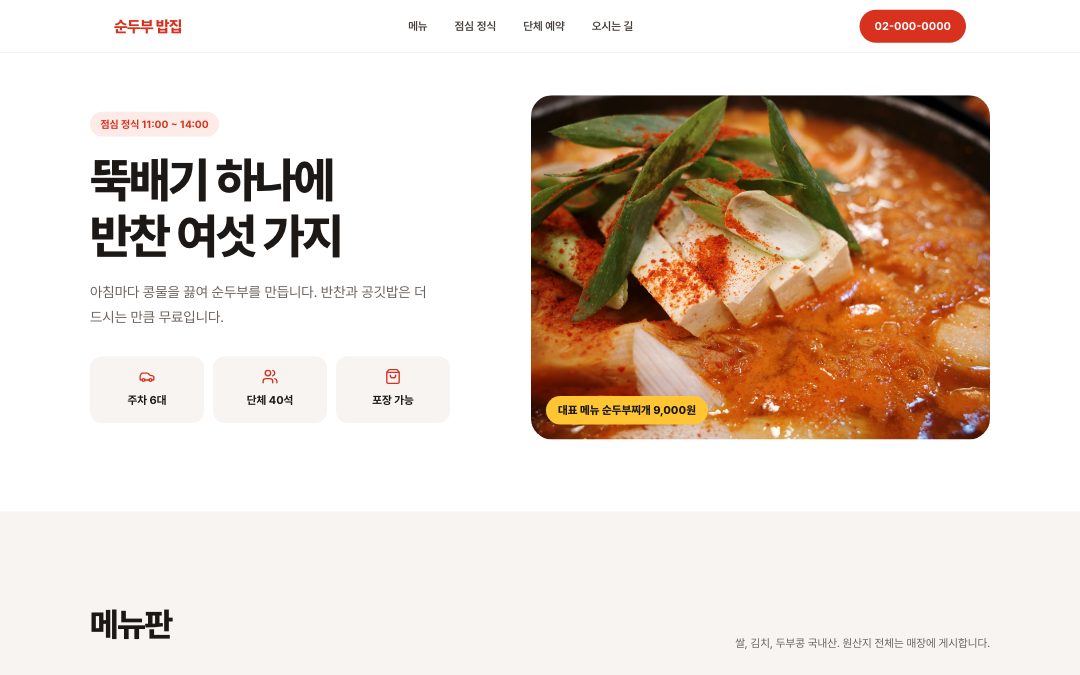 순두부 밥집
메뉴
점심 정식
단체 예약
오시는 길
02-000-0000
점심 정식 11:00 ~ 14:00
뚝배기 하나에
반찬 여섯 가지
아침마다 콩물을 끓여 순두부를 만듭니다. 반찬과 공깃밥은 더
드시는 만큼 무료입니다.
주차 6대
단체 40석
포장 가능
대표 메뉴 순두부찌개 9,000원
메뉴판
쌀, 김치, 두부콩 국내산. 원산지 전체는 매장에 게시합니다.